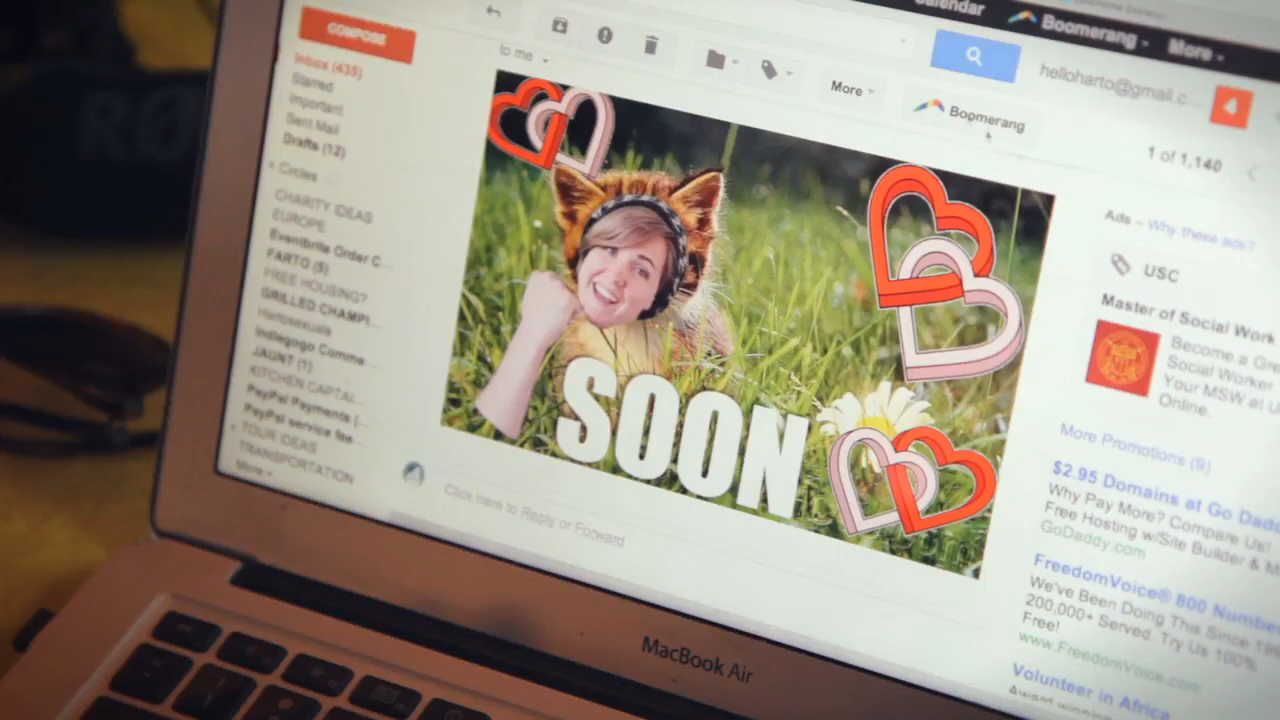 Calendar
Boomerang
More
COMPOSE
helloharto@gmail.c...
4
Inbox (435)
Starred
Important
Sent Mail
Drafts (12)
Circles
CHARITY IDEAS
EUROPE
Eventbrite Order C...
FARTO (5)
FREE HOUSING?
GRILLED CHAMPI...
Hartosexuals
Indiegogo Comme...
JAUNT (1)
KITCHEN CAPTAI...
PayPal Payments (...
PayPal service fee...
TOUR IDEAS
TRANSPORTATION
More
to me
More
Boomerang
1 of 1,140
SOON
Click here to Reply or Forward
Ads – Why these ads?
USC
Master of Social Work
Become a Gre
Social Worker
Your MSW at U
Online.
More Promotions (9)
$2.95 Domains at Go Dadd
Why Pay More? Compare Us!
Free Hosting w/Site Builder & M
GoDaddy.com
FreedomVoice® 800 Number
We've Been Doing This Since 199
200,000+ Served. Try Us 100%
Free!
www.FreedomVoice.com
Volunteer in Africa
MacBook Air